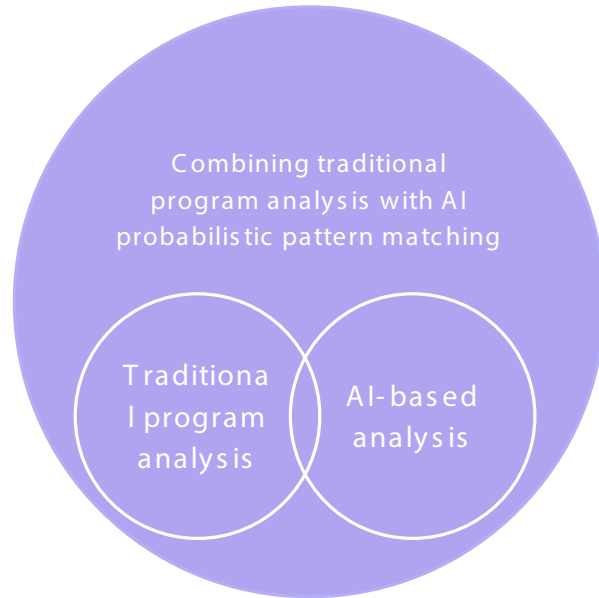 Combining traditional
program analysis with AI
probabilistic pattern matching
Traditiona
l program
analysis
AI-based
analysis